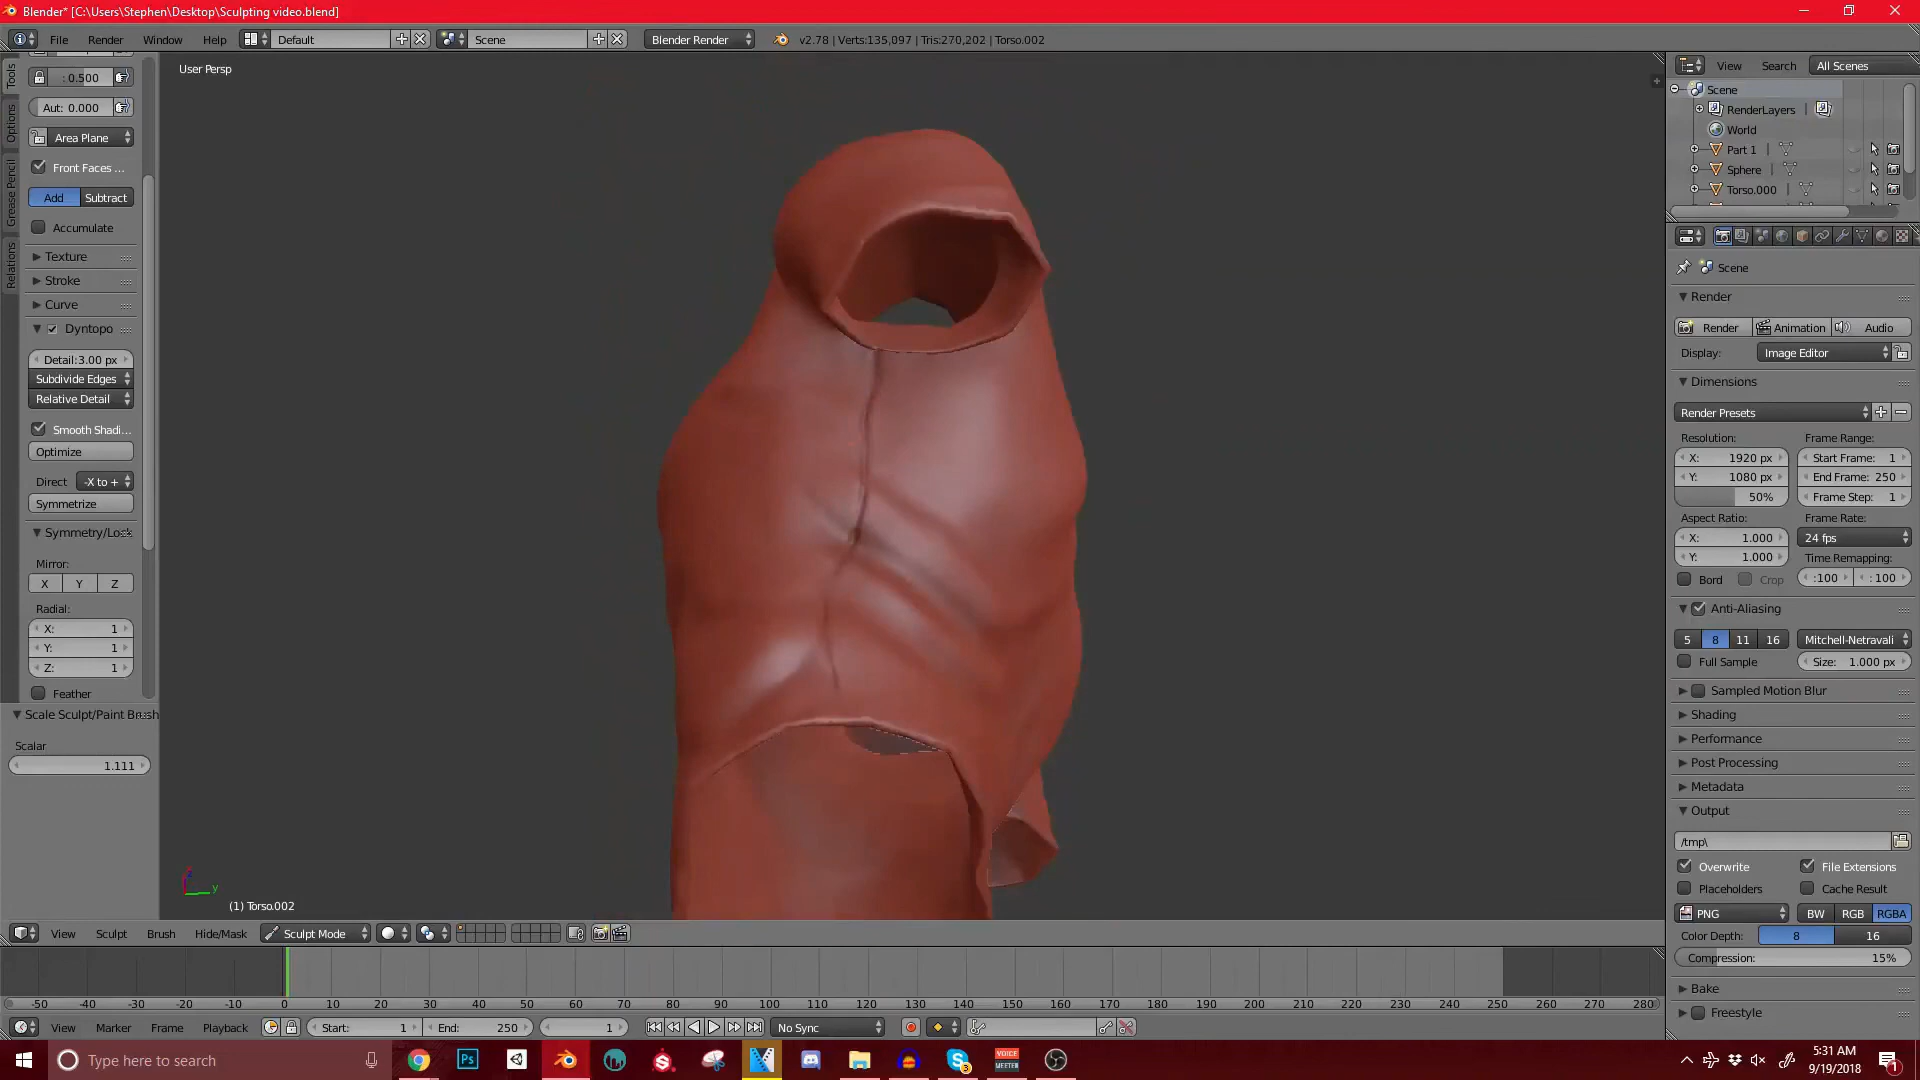 Blender* [C:\Users\Stephen\Desktop\Sculpting video.blend]
File Render Window Help Default Scene Blender Render v2.78 | Verts:135,097 | Tris:270,202 | Torso.002
User Persp
Tools
Options
Grease Pencil
Relations
: 0.500
Aut: 0.000
Area Plane
Front Faces ...
Add Subtract
Accumulate
Texture
Stroke
Curve
Dyntopo
Detail:3.00 px
Subdivide Edges
Relative Detail
Smooth Shadi...
Optimize
Direct -X to +
Symmetrize
Symmetry/Lock
Mirror:
X Y Z
Radial:
X: 1
Y: 1
Z: 1
Feather
Scale Sculpt/Paint Brush
Scalar
1.111
y
(1) Torso.002
View Sculpt Brush Hide/Mask Sculpt Mode
View Search All Scenes
Scene
RenderLayers
World
Part 1
Sphere
Torso.000
Scene
Render
Render Animation Audio
Display: Image Editor
Dimensions
Render Presets
Resolution: Frame Range:
X: 1920 px Start Frame: 1
Y: 1080 px End Frame: 250
50% Frame Step: 1
Aspect Ratio: Frame Rate:
X: 1.000 24 fps
Y: 1.000 Time Remapping:
Bord Crop :100 : 100
Anti-Aliasing
5 8 11 16 Mitchell-Netravali
Full Sample Size: 1.000 px
Sampled Motion Blur
Shading
Performance
Post Processing
Metadata
Output
/tmp\
Overwrite File Extensions
Placeholders Cache Result
PNG BW RGB RGBA
Color Depth: 8 16
Compression: 15%
Bake
Freestyle
-50 -40 -30 -20 -10 0 10 20 30 40 50 60 70 80 90 100 110 120 130 140 150 160 170 180 190 200 210 220 230 240 250 260 270 280
View Marker Frame Playback Start: 1 End: 250 1 No Sync
Type here to search
Ps
VOICE
MEETER
3
5:31 AM
9/19/2018
1